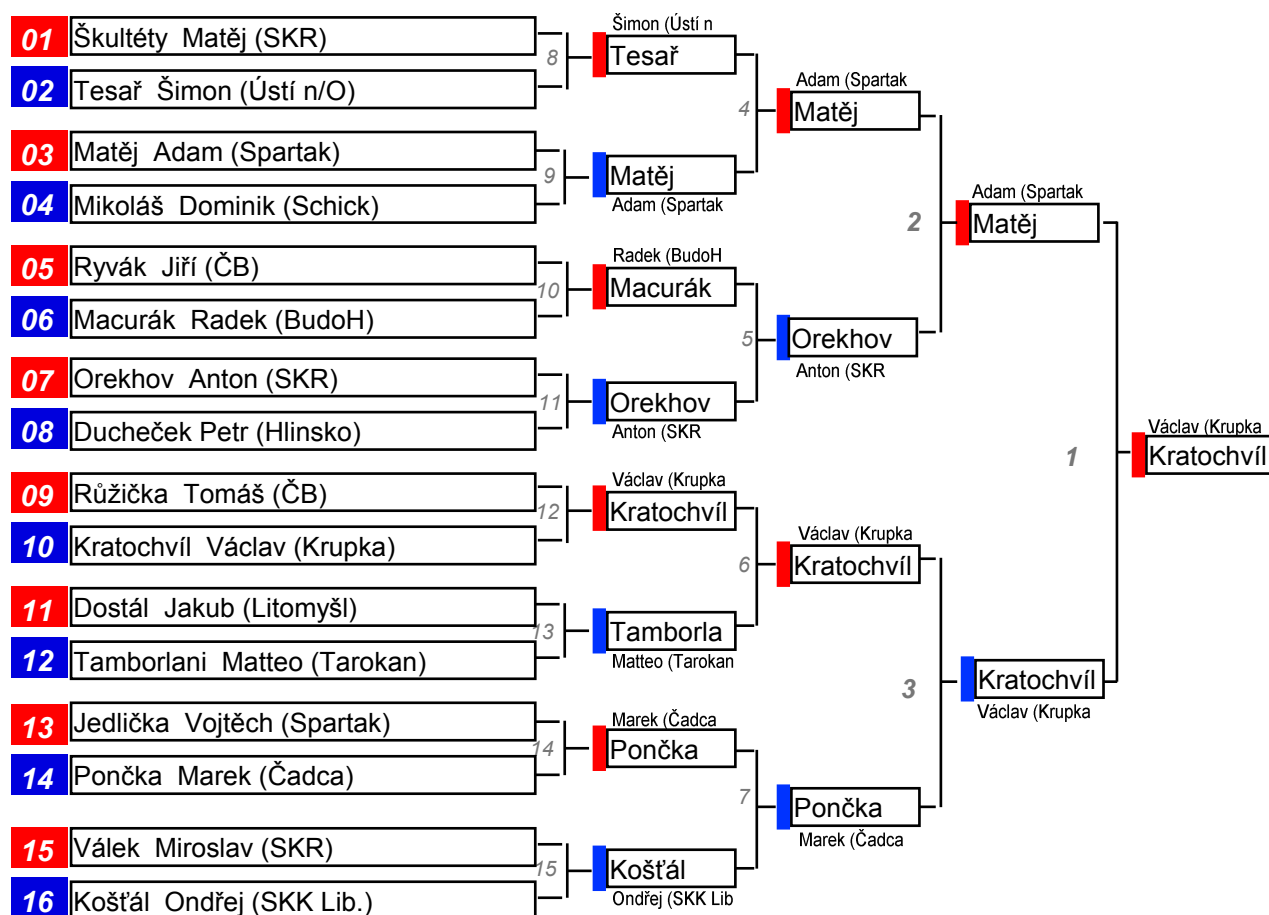 01 Škultéty Matěj (SKR)
02 Tesař Šimon (Ústí n/O)
03 Matěj Adam (Spartak)
04 Mikoláš Dominik (Schick)
05 Ryvák Jiří (ČB)
06 Macurák Radek (BudoH)
07 Orekhov Anton (SKR)
08 Ducheček Petr (Hlinsko)
09 Růžička Tomáš (ČB)
10 Kratochvíl Václav (Krupka)
11 Dostál Jakub (Litomyšl)
12 Tamborlani Matteo (Tarokan)
13 Jedlička Vojtěch (Spartak)
14 Pončka Marek (Čadca)
15 Válek Miroslav (SKR)
16 Košťál Ondřej (SKK Lib.)
8
9
10
11
12
13
14
15
Šimon (Ústí n
Tesař
Matěj
Adam (Spartak
Radek (BudoH
Macurák
Orekhov
Anton (SKR
Václav (Krupka
Kratochvíl
Tamborla
Matteo (Tarokan
Marek (Čadca
Pončka
Košťál
Ondřej (SKK Lib
4
5
6
7
Adam (Spartak
Matěj
Orekhov
Anton (SKR
Václav (Krupka
Kratochvíl
Pončka
Marek (Čadca
2
3
Adam (Spartak
Matěj
Kratochvíl
Václav (Krupka
1
Václav (Krupka
Kratochvíl